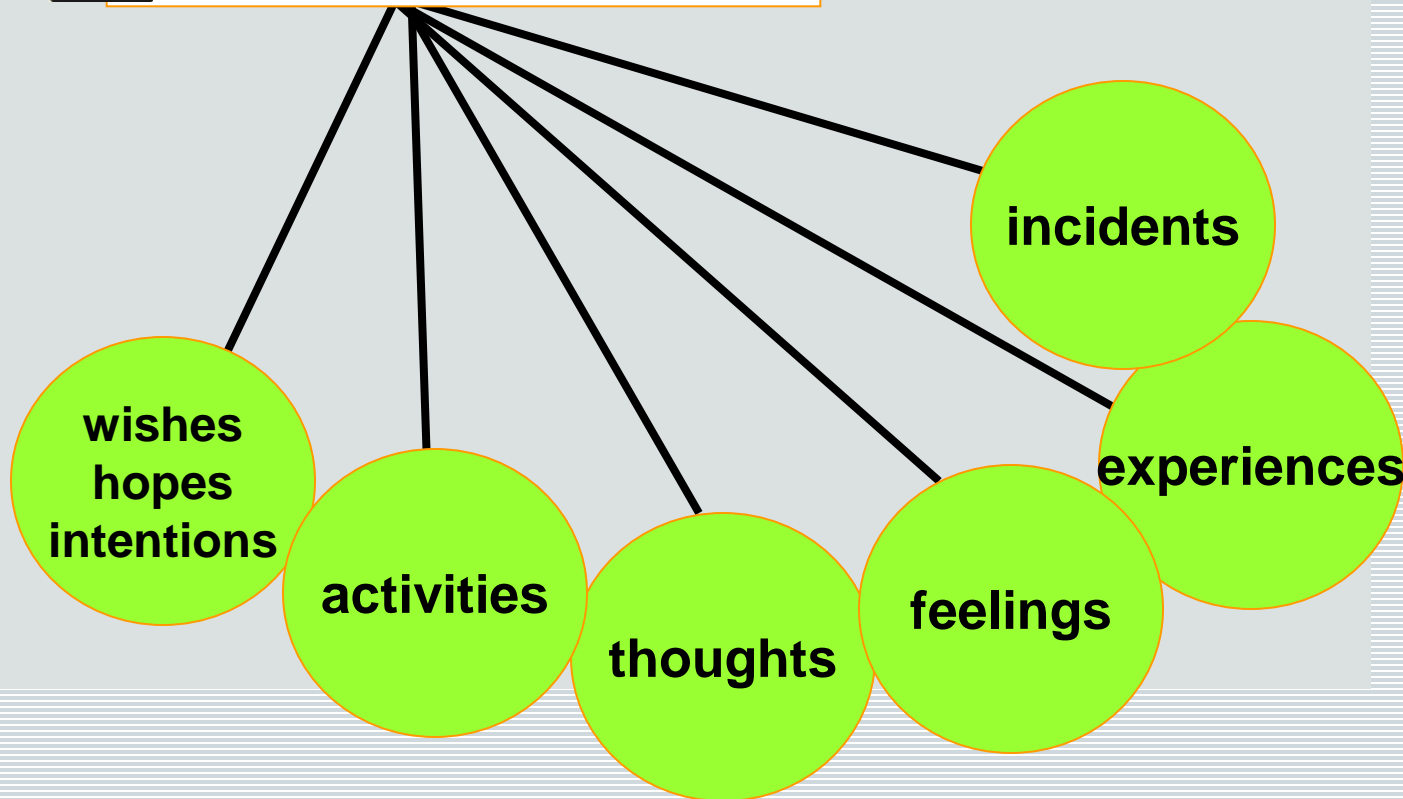 incidents
experiences
wishes
hopes
intentions
activities
feelings
thoughts